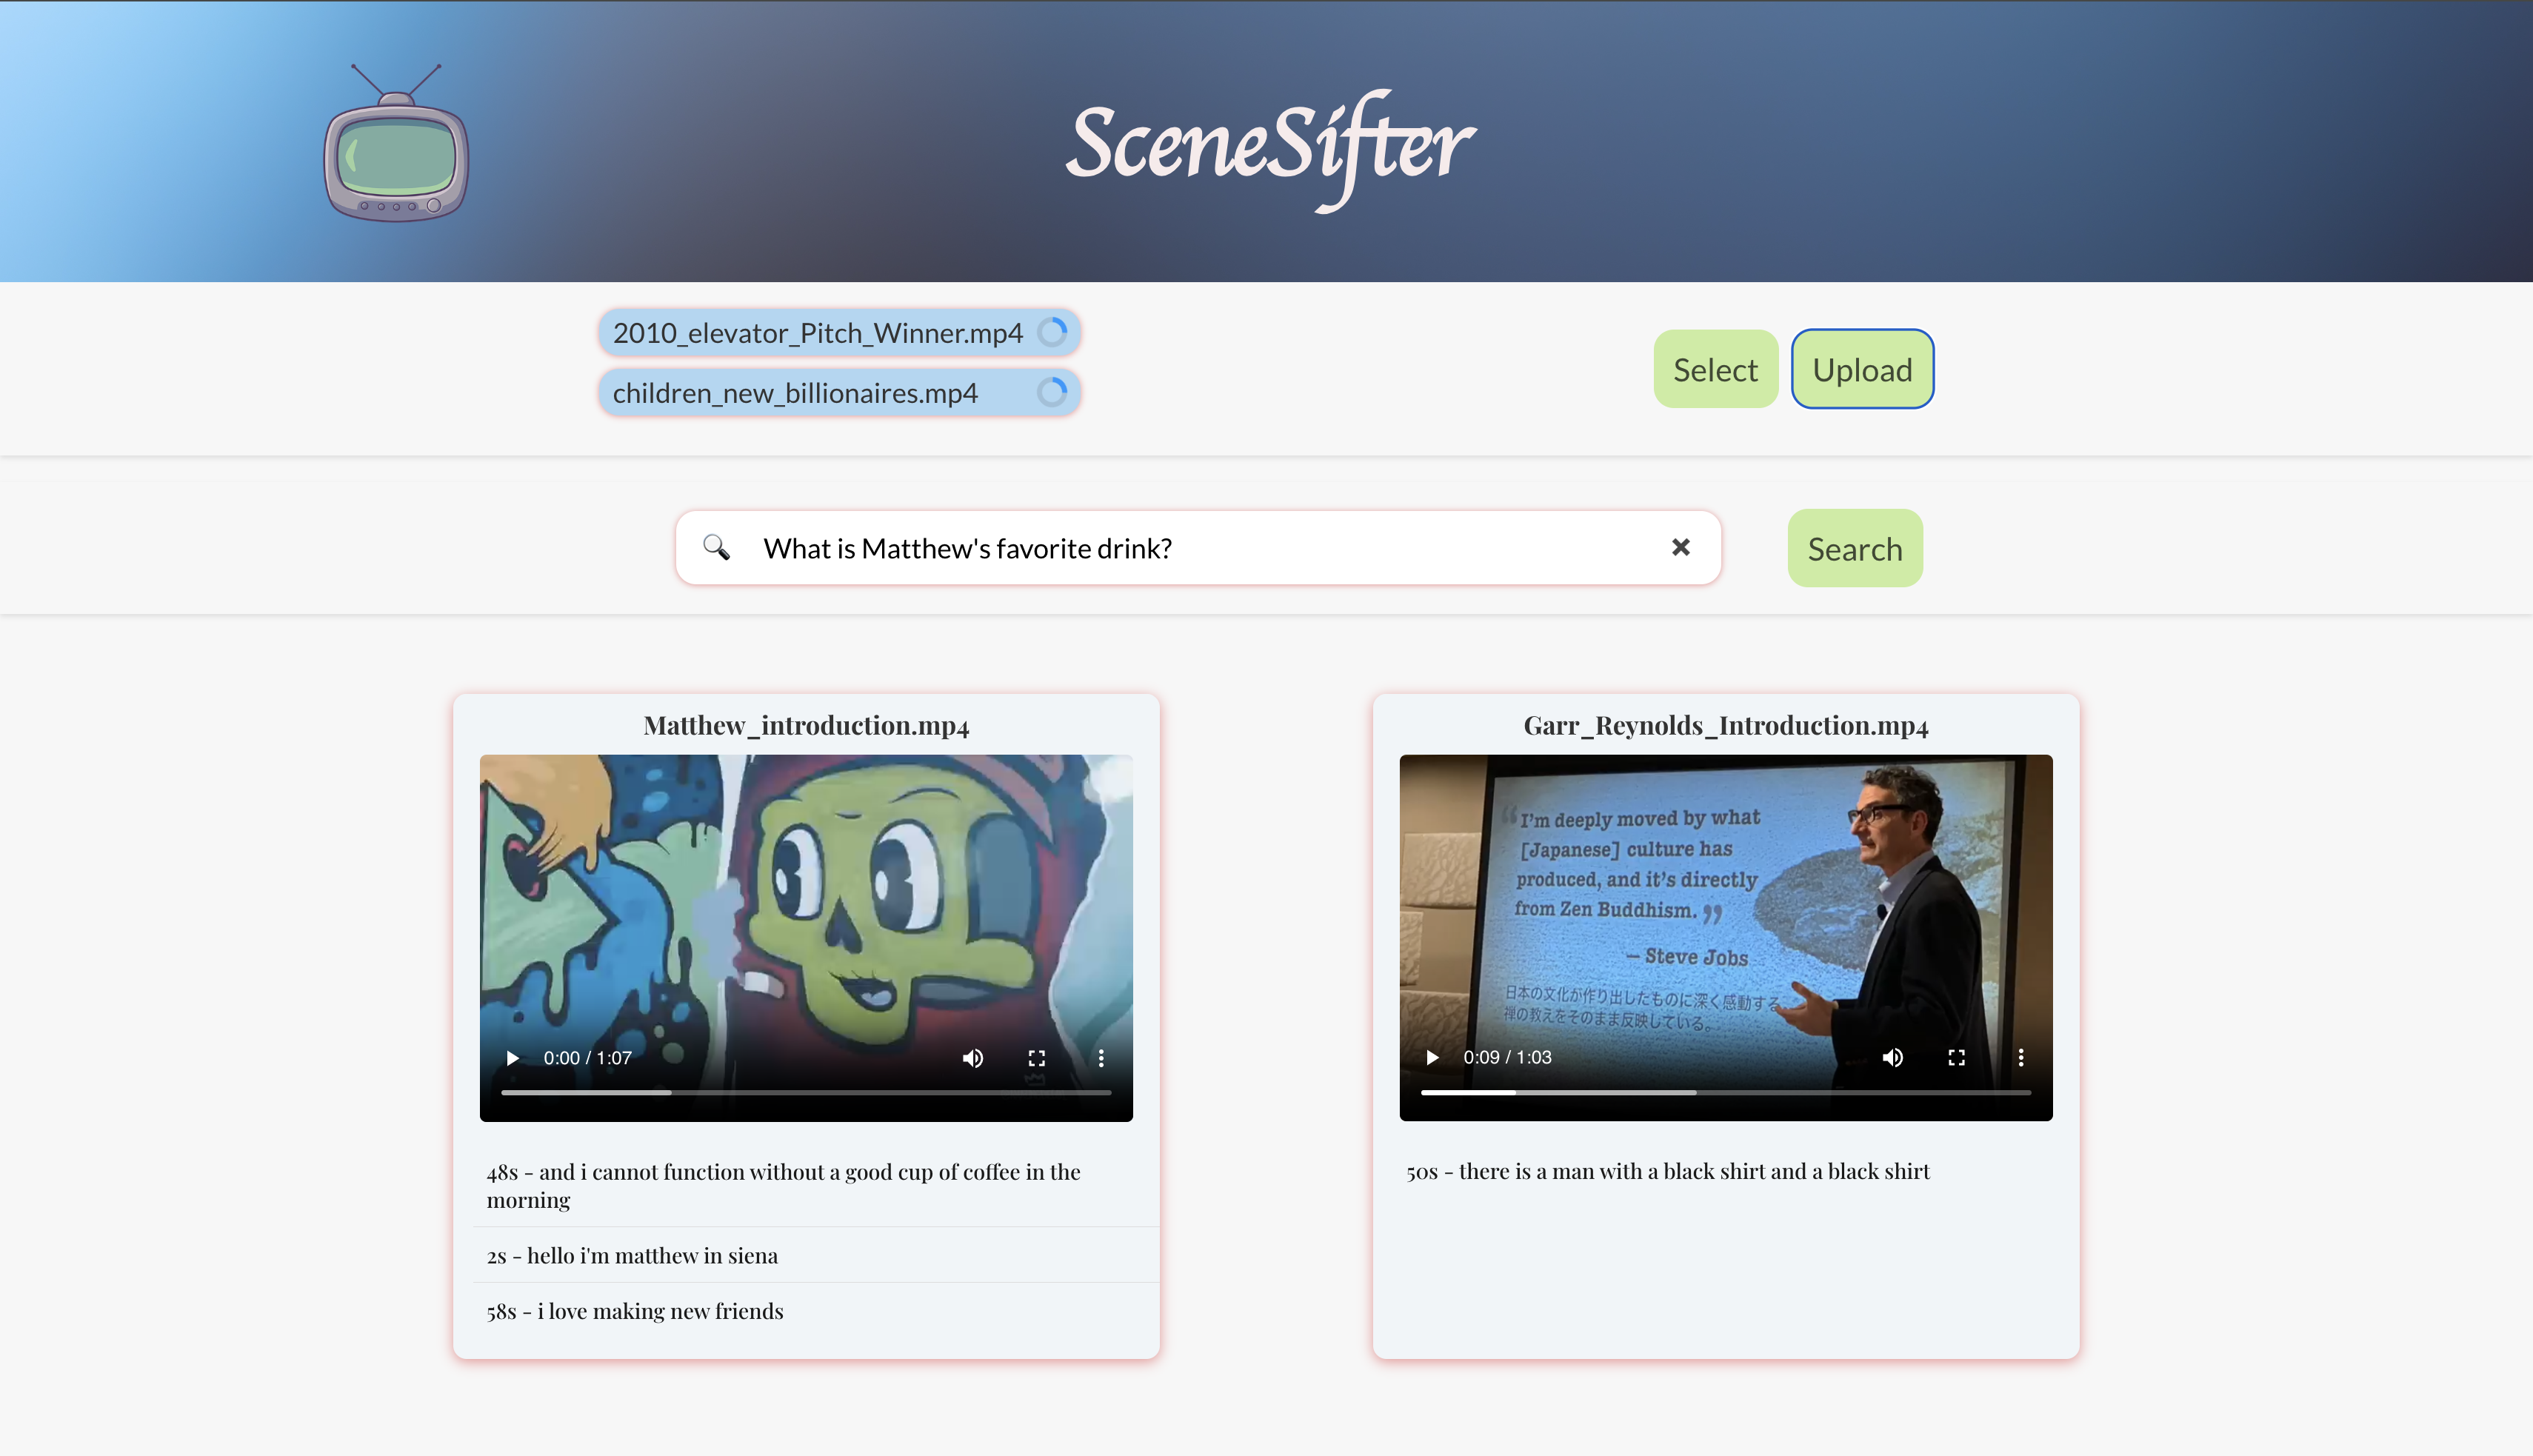 SceneSifter
2010_elevator_Pitch_Winner.mp4
children_new_billionaires.mp4
Select
Upload
What is Matthew's favorite drink?
Search
Matthew_introduction.mp4
0:00 / 1:07
48s - and i cannot function without a good cup of coffee in the
morning
2s - hello i'm matthew in siena
58s - i love making new friends
Garr_Reynolds_Introduction.mp4
“I’m deeply moved by what
[Japanese] culture has
produced, and it’s directly
from Zen Buddhism.”
– Steve Jobs
日本の文化が作り出したものに深く感動する
禅の教えをそのまま反映している。
0:09 / 1:03
50s - there is a man with a black shirt and a black shirt